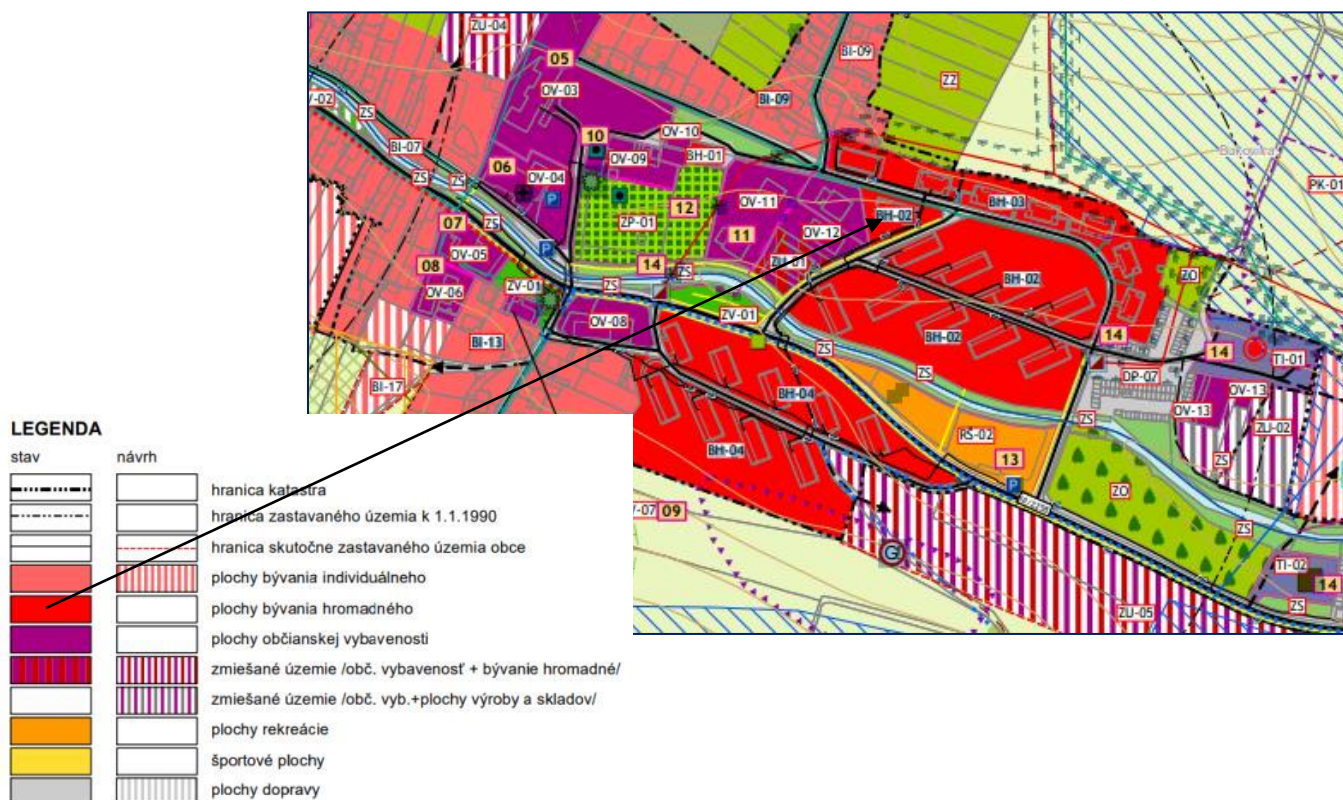 ZU-04
05
BI-09
ZZ
V-02
ZS
OV-03
BI-09
BI-07
ZS
10
OV-10
OV-09
BH-01
PK-01
ZS
ZS
06
OV-04
P
12
OV-11
BH-02
BH-03
07
ZS
ZP-01
11
OV-12
OV-05
P
08
14
ZS
ZU-01
BH-02
ZO
OV-06
ZV-01
ZS
ZV-01
OV-08
BH-02
BI-13
ZS
14
14
TI-01
BI-17
ZS
DP-07
OV-13
BH-04
OV-13
ZU-02
ZS
RŠ-02
BH-04
13
ZS
P
ZO
V-07
09
ZS
G
TI-02
14
ZS
ZU-05
LEGENDA
stav návrh
hranica katastra
hranica zastavaného územia k 1.1.1990
hranica skutočne zastavaného územia obce
plochy bývania individuálneho
plochy bývania hromadného
plochy občianskej vybavenosti
zmiešané územie /obč. vybavenosť + bývanie hromadné/
zmiešané územie /obč. vyb.+plochy výroby a skladov/
plochy rekreácie
športové plochy
plochy dopravy